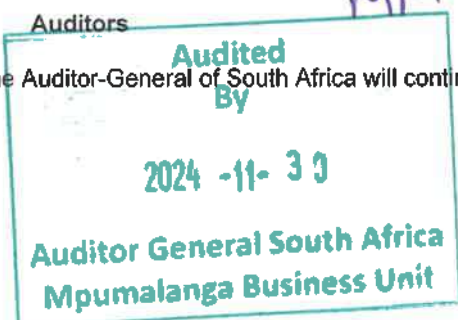 Auditors
Audited
e Auditor-General of South Africa will contin
By
2024 -11- 30
Auditor General South Africa
Mpumalanga Business Unit